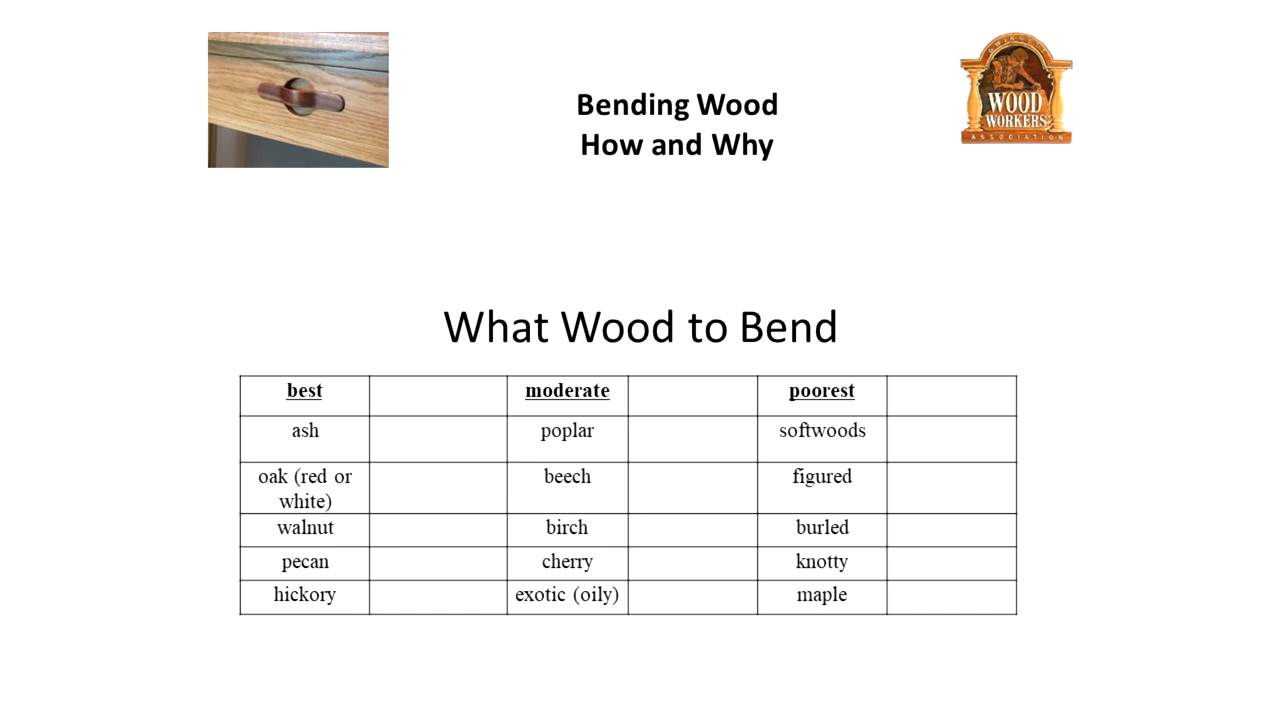 Bending Wood
How and Why
GWINNETT
WOOD
WORKERS
ASSOCIATION
What Wood to Bend
best moderate poorest
ash poplar softwoods
oak (red or white) beech figured
walnut birch burled
pecan cherry knotty
hickory exotic (oily) maple